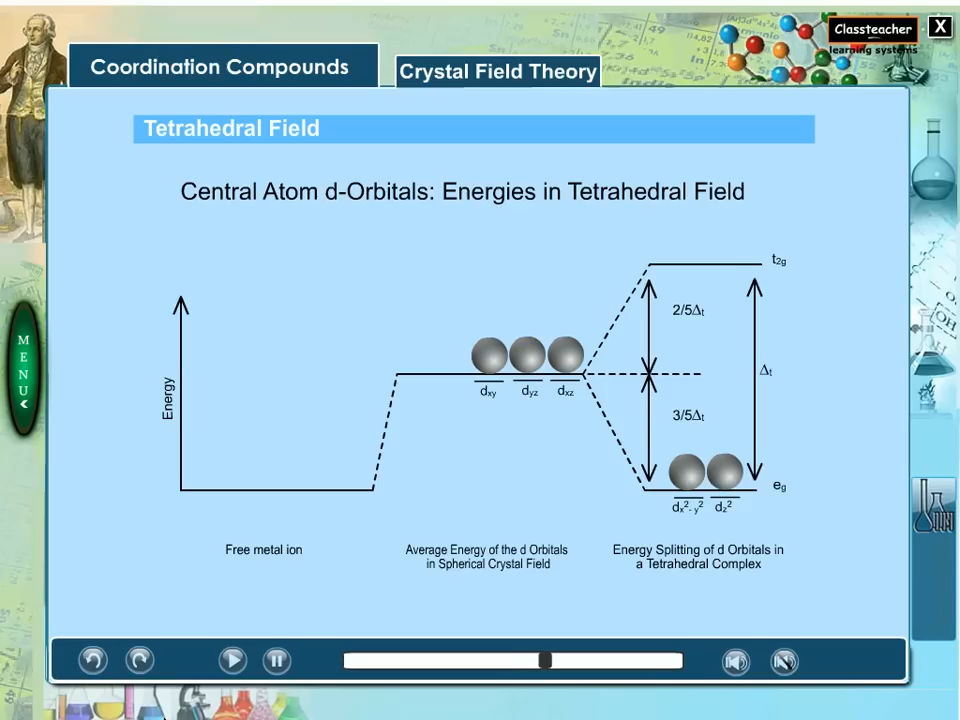 Classteacher
learning systems
X
Coordination Compounds
Crystal Field Theory
Tetrahedral Field
Central Atom d-Orbitals: Energies in Tetrahedral Field
t2g
2/5Δt
Energy
dxy dyz dxz
Δt
3/5Δt
eg
dx²-y² dz²
Free metal ion
Average Energy of the d Orbitals
in Spherical Crystal Field
Energy Splitting of d Orbitals in
a Tetrahedral Complex
MENU